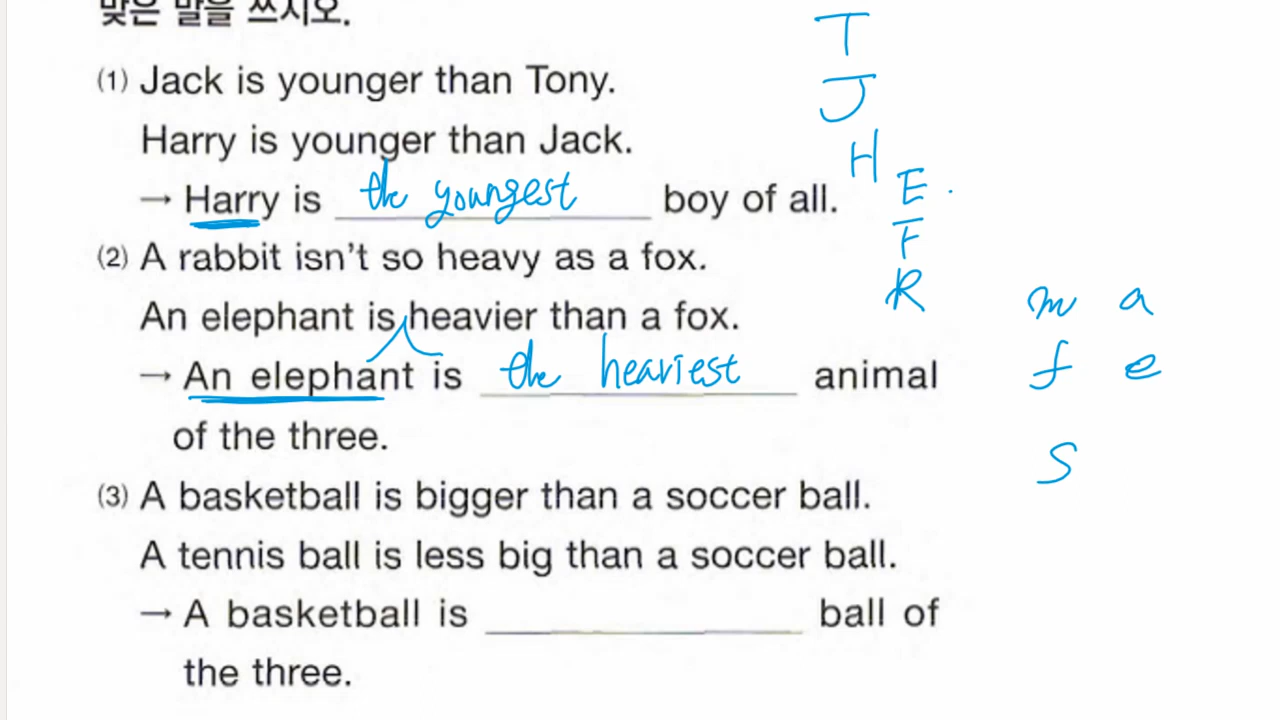 맞은 말을 쓰시오.
(1) Jack is younger than Tony.
Harry is younger than Jack.
→ Harry is the youngest boy of all.
(2) A rabbit isn't so heavy as a fox.
An elephant is heavier than a fox.
→ An elephant is the heaviest animal
of the three.
(3) A basketball is bigger than a soccer ball.
A tennis ball is less big than a soccer ball.
→ A basketball is ball of
the three.
T
J
H
E
F
R
m a
f e
S